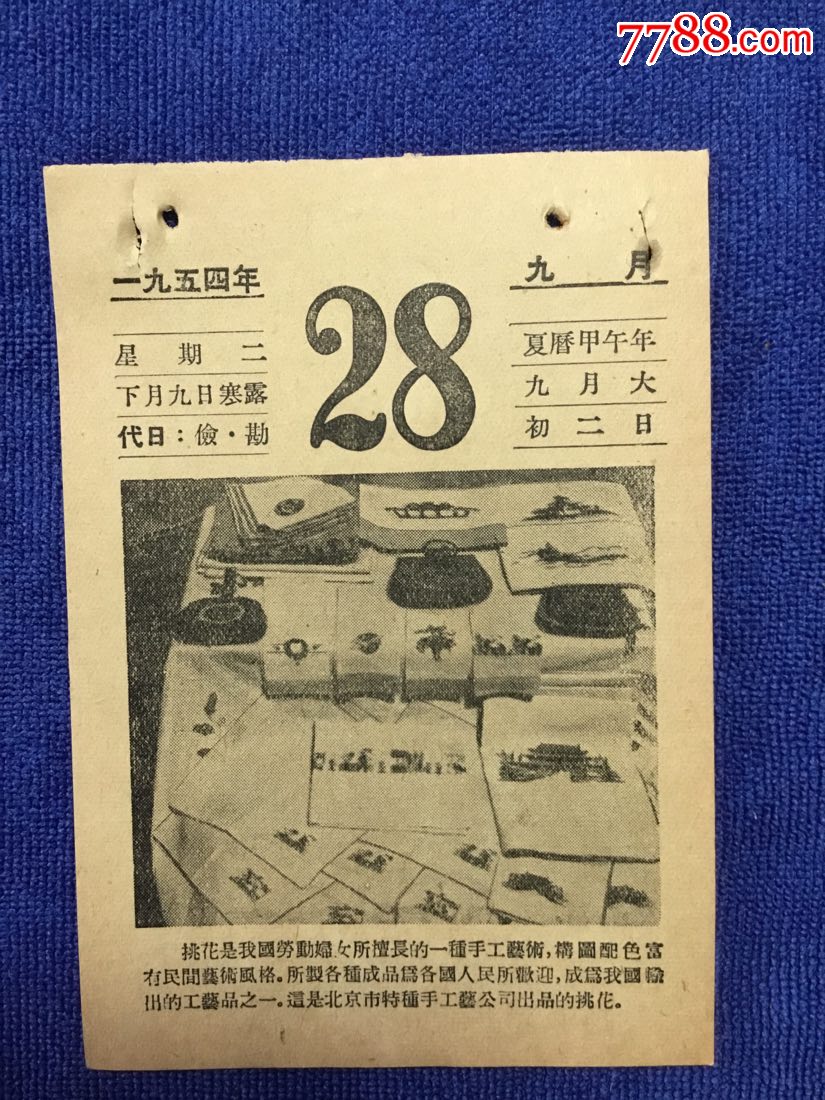 7788.com
一九五四年
九 月
28
星 期 二
夏曆甲午年
下月九日寒露
九 月 大
代日：儉·勘
初 二 日
挑花是我國勞動婦女所擅長的一種手工藝術，構圖配色富
有民間藝術風格。所製各種成品爲各國人民所歡迎，成爲我國輸
出的工藝品之一。這是北京市特種手工藝公司出品的挑花。